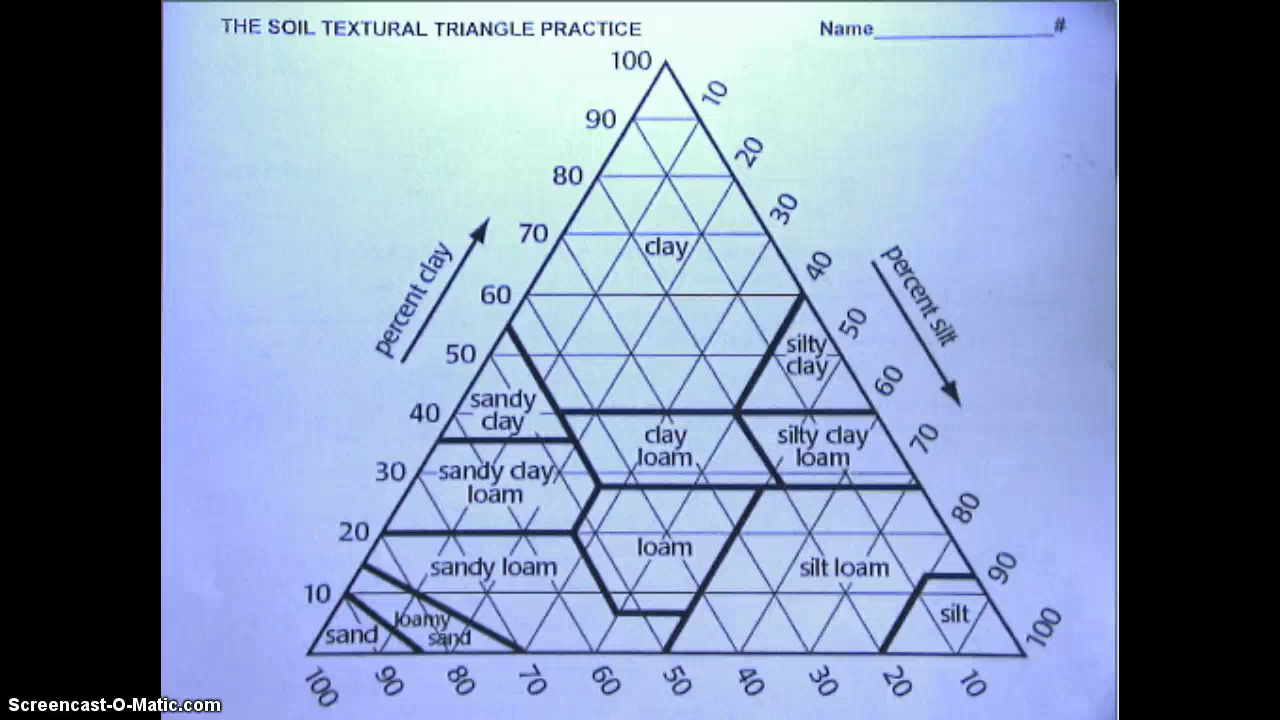 THE SOIL TEXTURAL TRIANGLE PRACTICE
Name #
100
10
90
20
80
30
70
clay
percent clay
40
percent silt
60
50
silty
clay
50
60
sandy
clay
40
clay
loam
silty clay
loam
70
30
sandy clay
loam
80
20
loam
sandy loam
silt loam
90
10
loamy
sand
silt
sand
100
100
90
80
70
60
50
40
30
20
10
Screencast-O-Matic.com